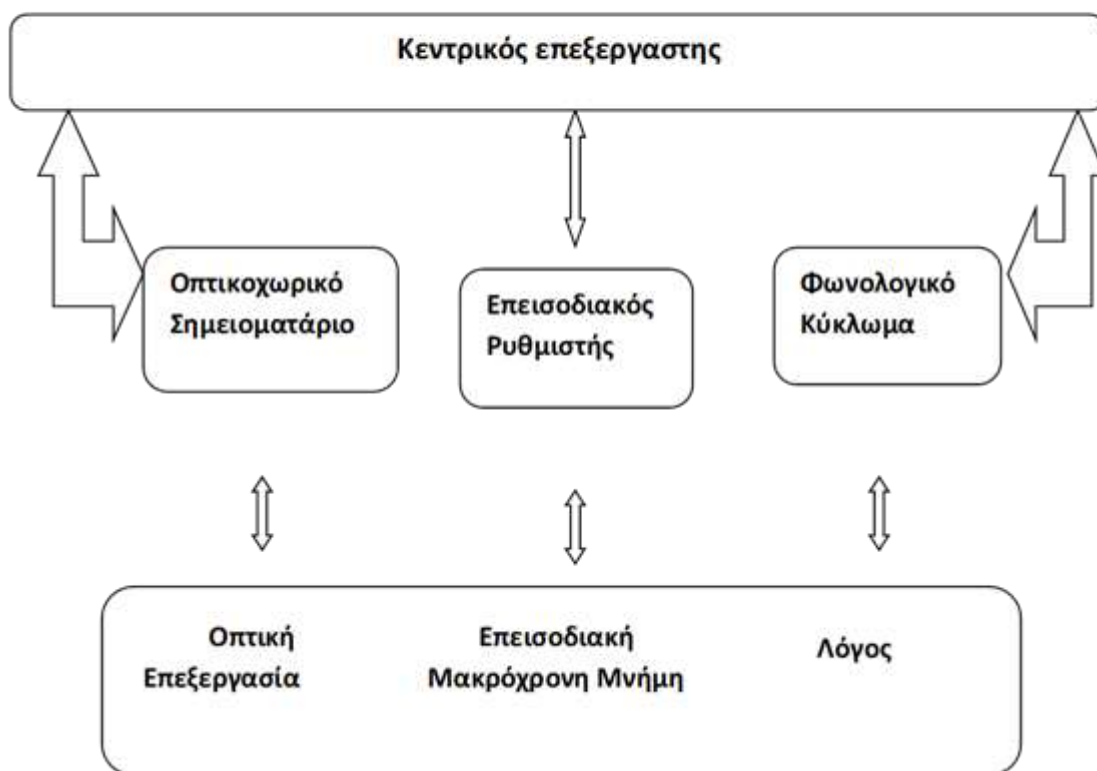 Κεντρικός επεξεργαστης
Οπτικοχωρικό
Σημειοματάριο
Επεισοδιακός
Ρυθμιστής
Φωνολογικό
Κύκλωμα
Οπτική
Επεξεργασία
Επεισοδιακή
Μακρόχρονη Μνήμη
Λόγος